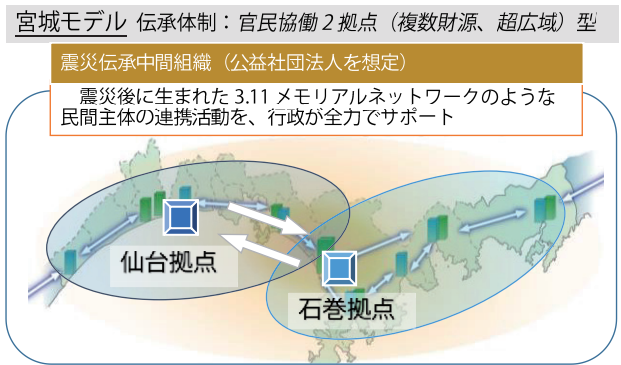 宮城モデル 伝承体制：官民協働２拠点（複数財源、超広域）型
震災伝承中間組織（公益社団法人を想定）
震災後に生まれた 3.11 メモリアルネットワークのような
民間主体の連携活動を、行政が全力でサポート
仙台拠点
石巻拠点